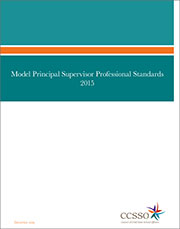 Model Principal Supervisor Professional Standards
2015
CCSSO